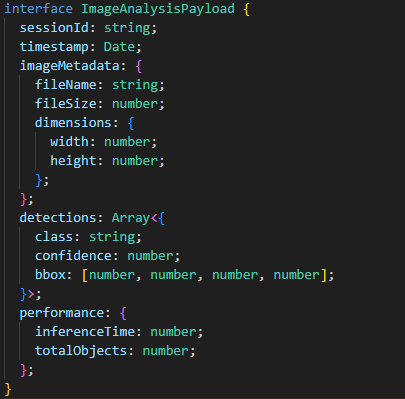 interface ImageAnalysisPayload {
  sessionId: string;
  timestamp: Date;
  imageMetadata: {
    fileName: string;
    fileSize: number;
    dimensions: {
      width: number;
      height: number;
    };
  };
  detections: Array<{
    class: string;
    confidence: number;
    bbox: [number, number, number, number];
  }>;
  performance: {
    inferenceTime: number;
    totalObjects: number;
  };
}